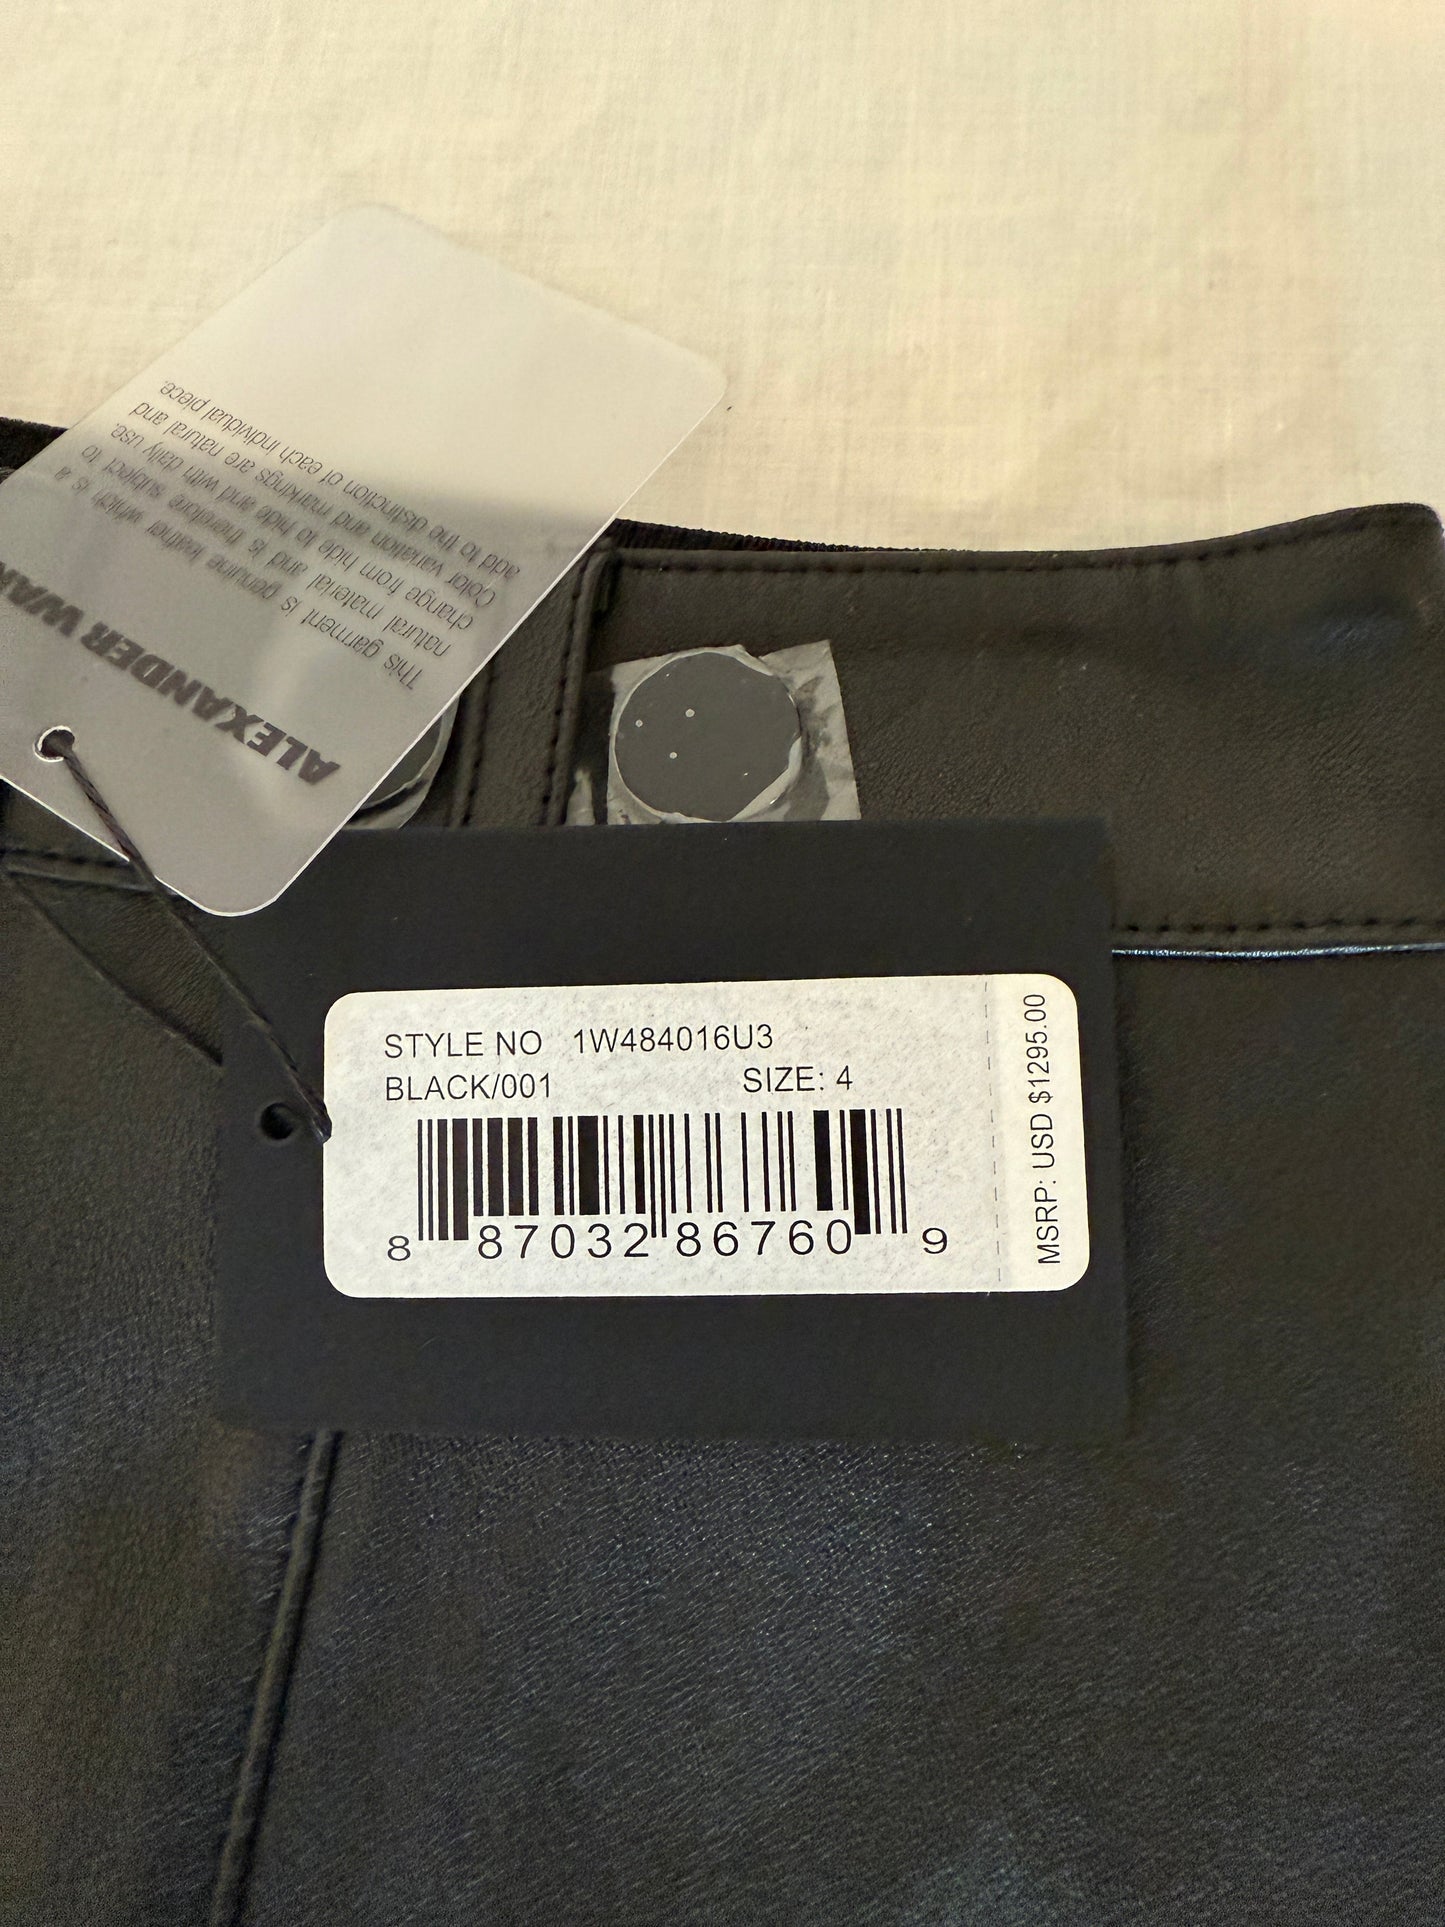 ALEXANDER WAN
This garment is genuine leather which is a
natural material and is therefore subject to
change from hide to hide and with daily use.
Color variation and markings are natural and
add to the distinction of each individual piece.
STYLE NO 1W484016U3
BLACK/001 SIZE: 4
8 87032 86760 9
MSRP: USD $1295.00